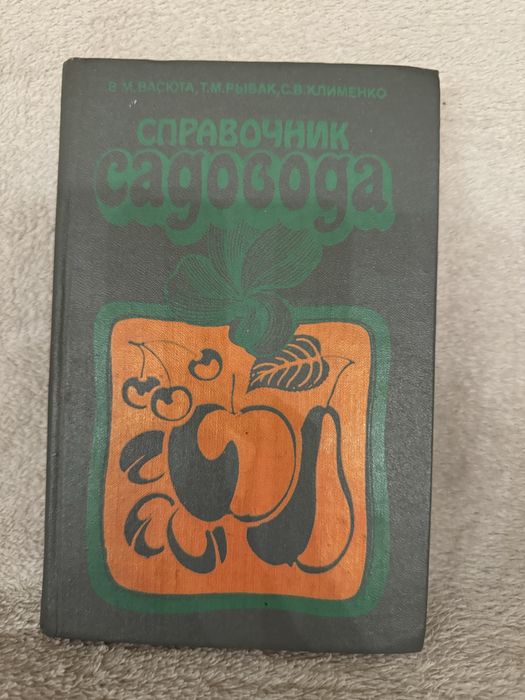 В. М. ВАСЮТА, Т. М. РЫБАК, С. В. КЛИМЕНКО
СПРАВОЧНИК
садовода